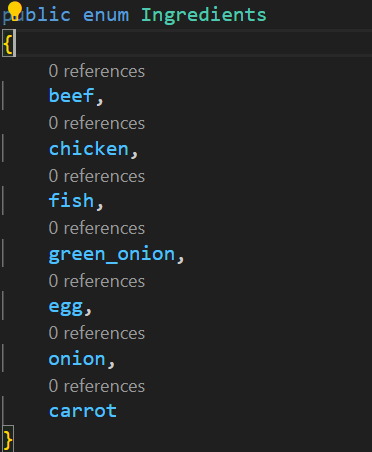 public enum Ingredients
{
0 references
beef,
0 references
chicken,
0 references
fish,
0 references
green_onion,
0 references
egg,
0 references
onion,
0 references
carrot
}